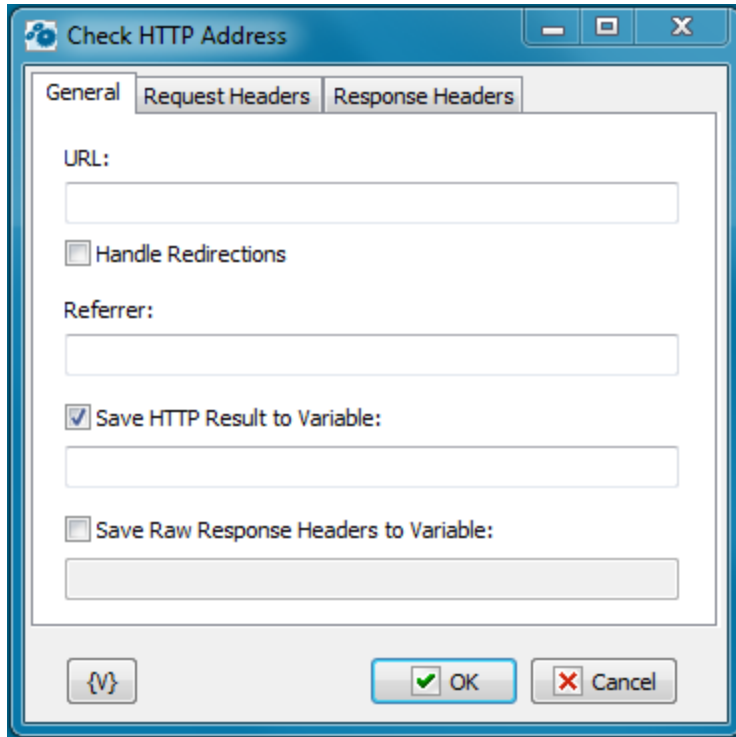 Check HTTP Address
General Request Headers Response Headers
URL:
Handle Redirections
Referrer:
Save HTTP Result to Variable:
Save Raw Response Headers to Variable:
{V} OK Cancel